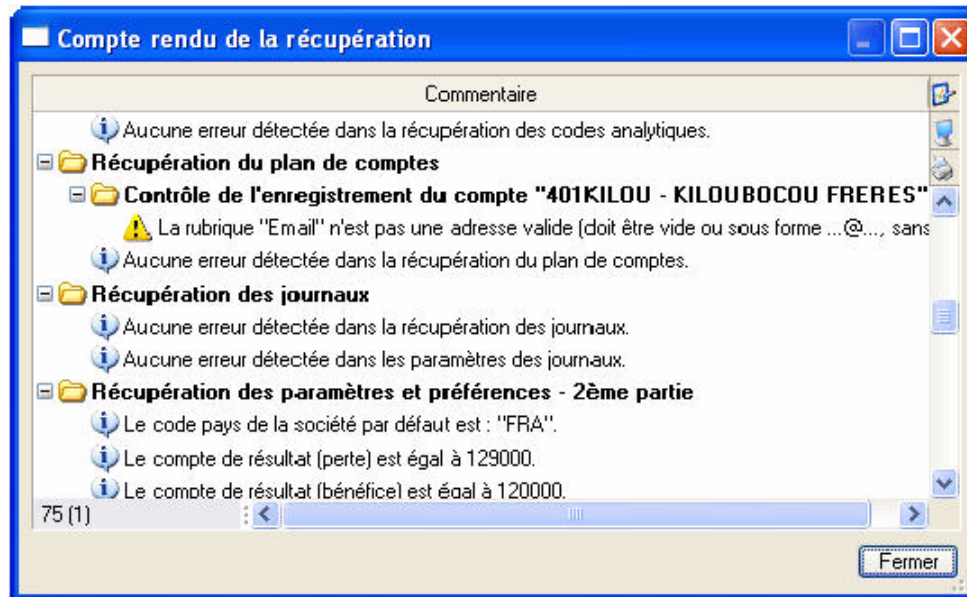 Compte rendu de la récupération
Commentaire
Aucune erreur détectée dans la récupération des codes analytiques.
Récupération du plan de comptes
Contrôle de l'enregistrement du compte "401KILOU - KILOUBOCOU FRERES"
La rubrique "Email" n'est pas une adresse valide (doit être vide ou sous forme ...@..., sans
Aucune erreur détectée dans la récupération du plan de comptes.
Récupération des journaux
Aucune erreur détectée dans la récupération des journaux.
Aucune erreur détectée dans les paramètres des journaux.
Récupération des paramètres et préférences - 2ème partie
Le code pays de la société par défaut est : "FRA".
Le compte de résultat (perte) est égal à 129000.
Le compte de résultat (bénéfice) est égal à 120000.
75 (1)
Fermer